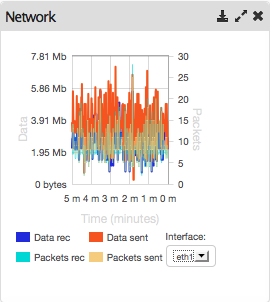 Network
7.81 Mb
30
5.86 Mb
25
20
3.91 Mb
15
1.95 Mb
10
5
0 bytes
0
Data
Packets
5 m 4 m 3 m 2 m 1 m 0 m
Time (minutes)
Data rec
Data sent
Interface:
Packets rec
Packets sent
eth1